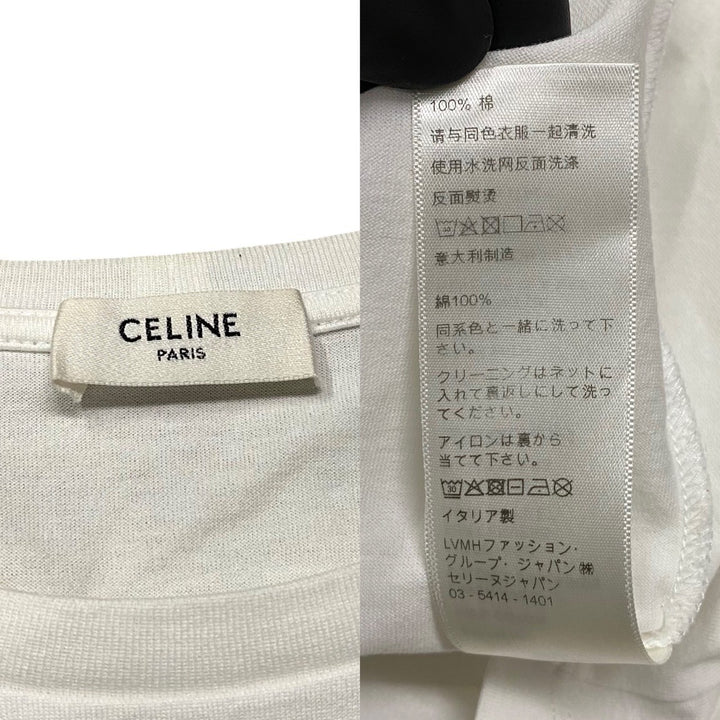 CELINE
PARIS
100% 棉
请与同色衣服一起清洗
使用水洗网反面洗涤
反面熨烫
意大利制造
綿100%
同系色と一緒に洗って下
さい。
クリーニングはネットに
入れて裏返しにして洗っ
てください。
アイロンは裏から
当てて下さい。
30
イタリア製
LVMHファッション・
グループ・ジャパン㈱
セリーヌジャパン
03 - 5414 - 1401